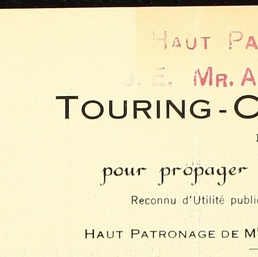 HAUT PA
S. E. MR. A
TOURING-C
pour propager
Reconnu d'Utilité publi
HAUT PATRONAGE DE M